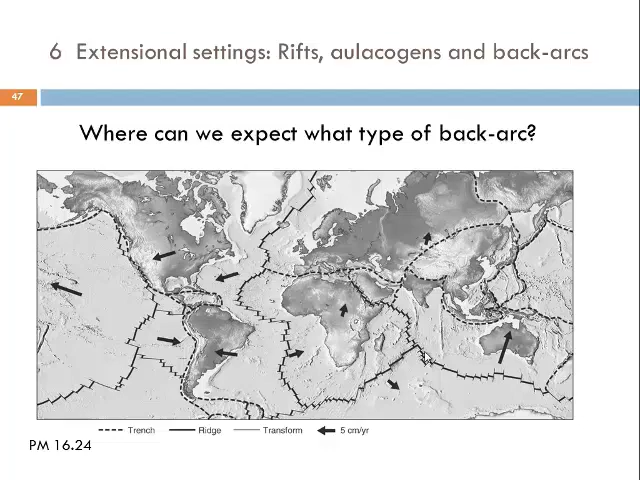 6 Extensional settings: Rifts, aulacogens and back-arcs
47
Where can we expect what type of back-arc?
Trench Ridge Transform 5 cm/yr
PM 16.24